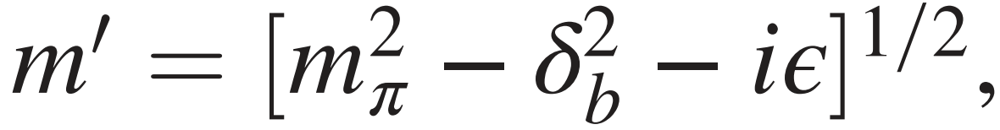 m′ = [m_π^2 − δ_b^2 − iϵ]^{1/2},